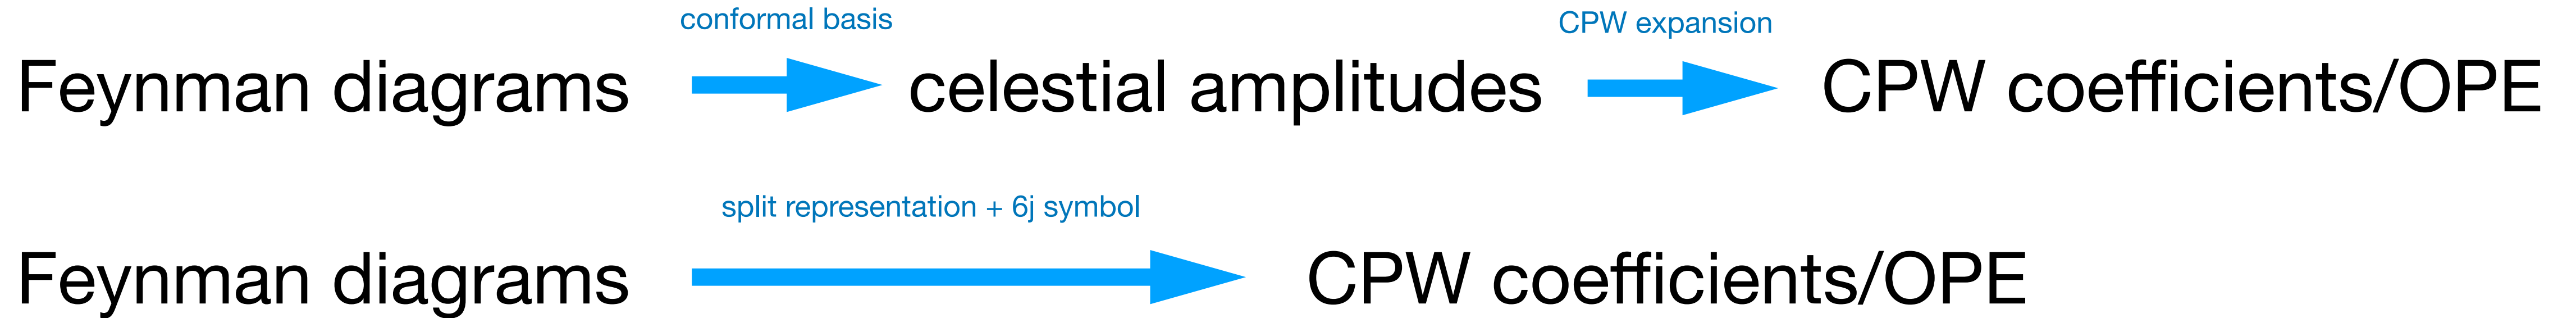 conformal basis CPW expansion
Feynman diagrams celestial amplitudes CPW coefficients/OPE
split representation + 6j symbol
Feynman diagrams CPW coefficients/OPE